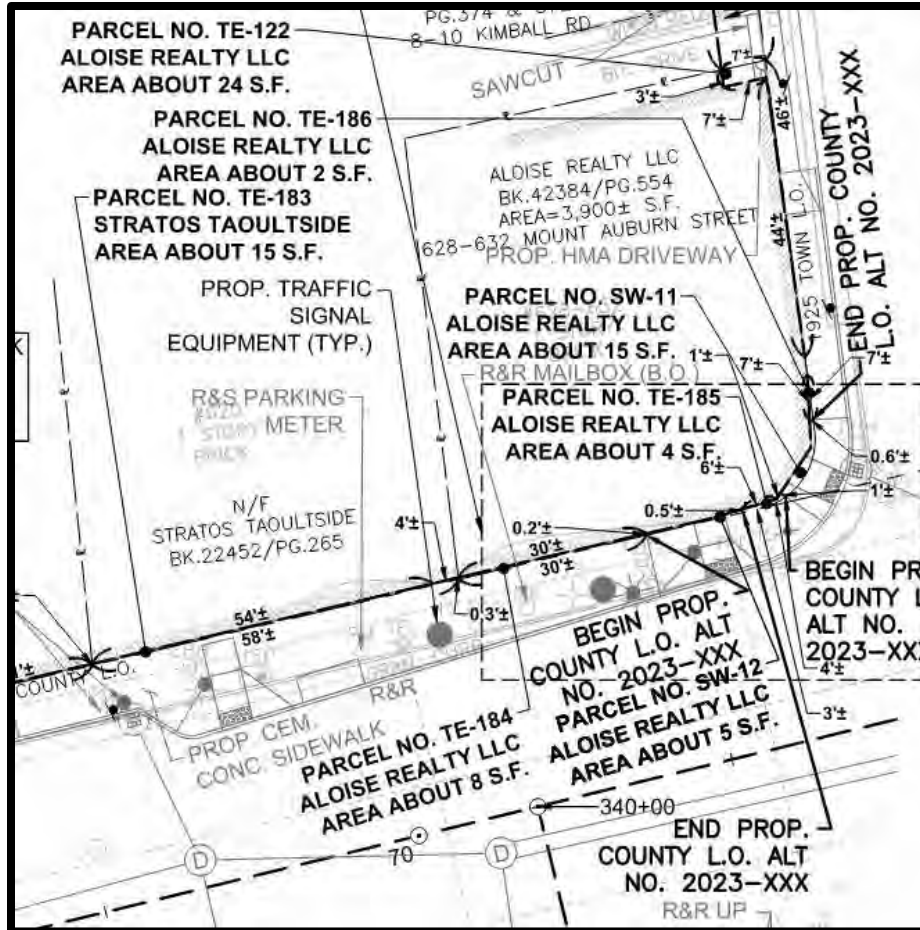 PG.374 &
8-10 KIMBALL RD
PARCEL NO. TE-122
ALOISE REALTY LLC
AREA ABOUT 24 S.F.
SAWCUT
BIT. DRIVE
7'±
3'±
7'±
46'±
PARCEL NO. TE-186
ALOISE REALTY LLC
AREA ABOUT 2 S.F.
PARCEL NO. TE-183
STRATOS TAOULTSIDE
AREA ABOUT 15 S.F.
ALOISE REALTY LLC
BK.42384/PG.554
AREA=3,900± S.F.
628-632 MOUNT AUBURN STREET
PROP. HMA DRIVEWAY
44'±
1925 TOWN L.O.
END PROP. COUNTY
L.O. ALT NO. 2023-XXX
PROP. TRAFFIC
SIGNAL
EQUIPMENT (TYP.)
PARCEL NO. SW-11
ALOISE REALTY LLC
AREA ABOUT 15 S.F.
1'±
7'±
7'±
R&R MAILBOX (B.O.)
R&S PARKING
METER
PARCEL NO. TE-185
ALOISE REALTY LLC
AREA ABOUT 4 S.F.
6'±
0.6'±
1'±
N/F
STRATOS TAOULTSIDE
BK.22452/PG.265
4'±
0.2'±
0.5'±
30'±
30'±
0.3'±
54'±
58'±
COUNTY L.O.
BEGIN PROP.
COUNTY L.O. ALT
NO. 2023-XXX
BEGIN PR
COUNTY L
ALT NO.
2023-XX
4'±
3'±
R&R
PROP. CEM.
CONC. SIDEWALK
PARCEL NO. TE-184
ALOISE REALTY LLC
AREA ABOUT 8 S.F.
PARCEL NO. SW-12
ALOISE REALTY LLC
AREA ABOUT 5 S.F.
340+00
70
D
D
END PROP.
COUNTY L.O. ALT
NO. 2023-XXX
R&R UP